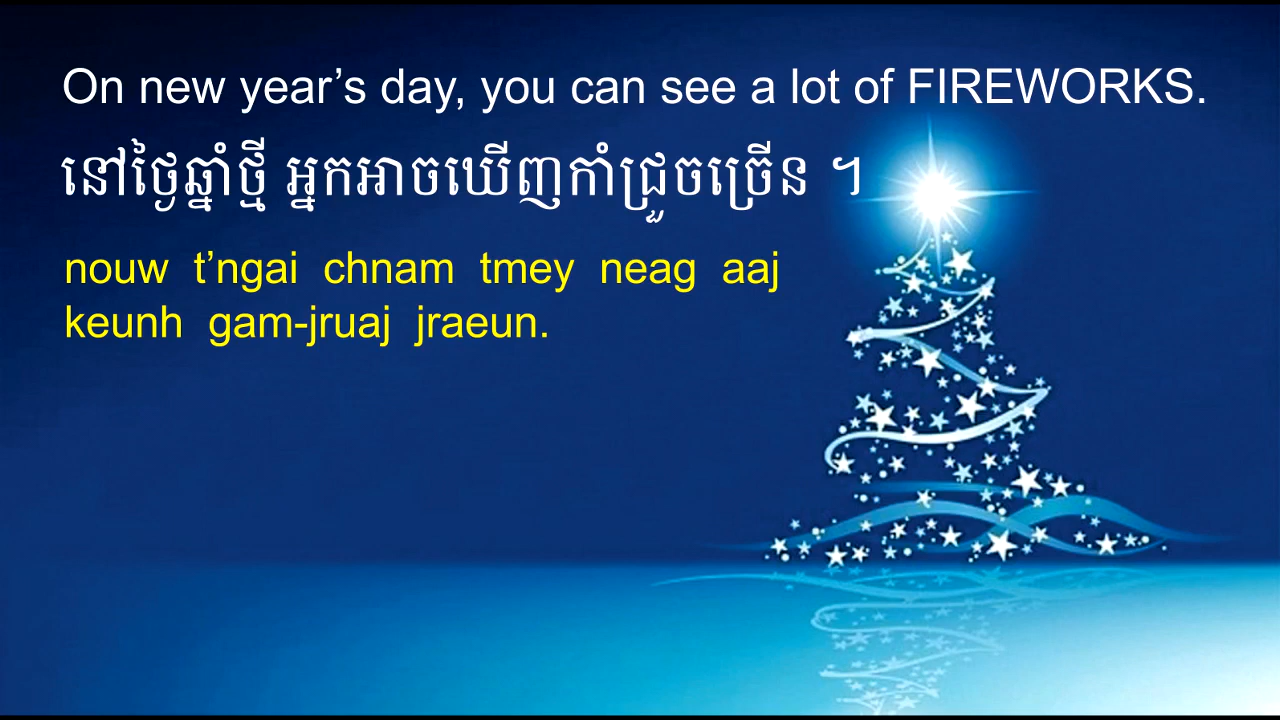 On new year’s day, you can see a lot of FIREWORKS.
នៅថ្ងៃឆ្នាំថ្មី អ្នកអាចឃើញកាំជ្រួចច្រើន ។
nouw t’ngai chnam tmey neag aaj
keunh gam-jruaj jraeun.